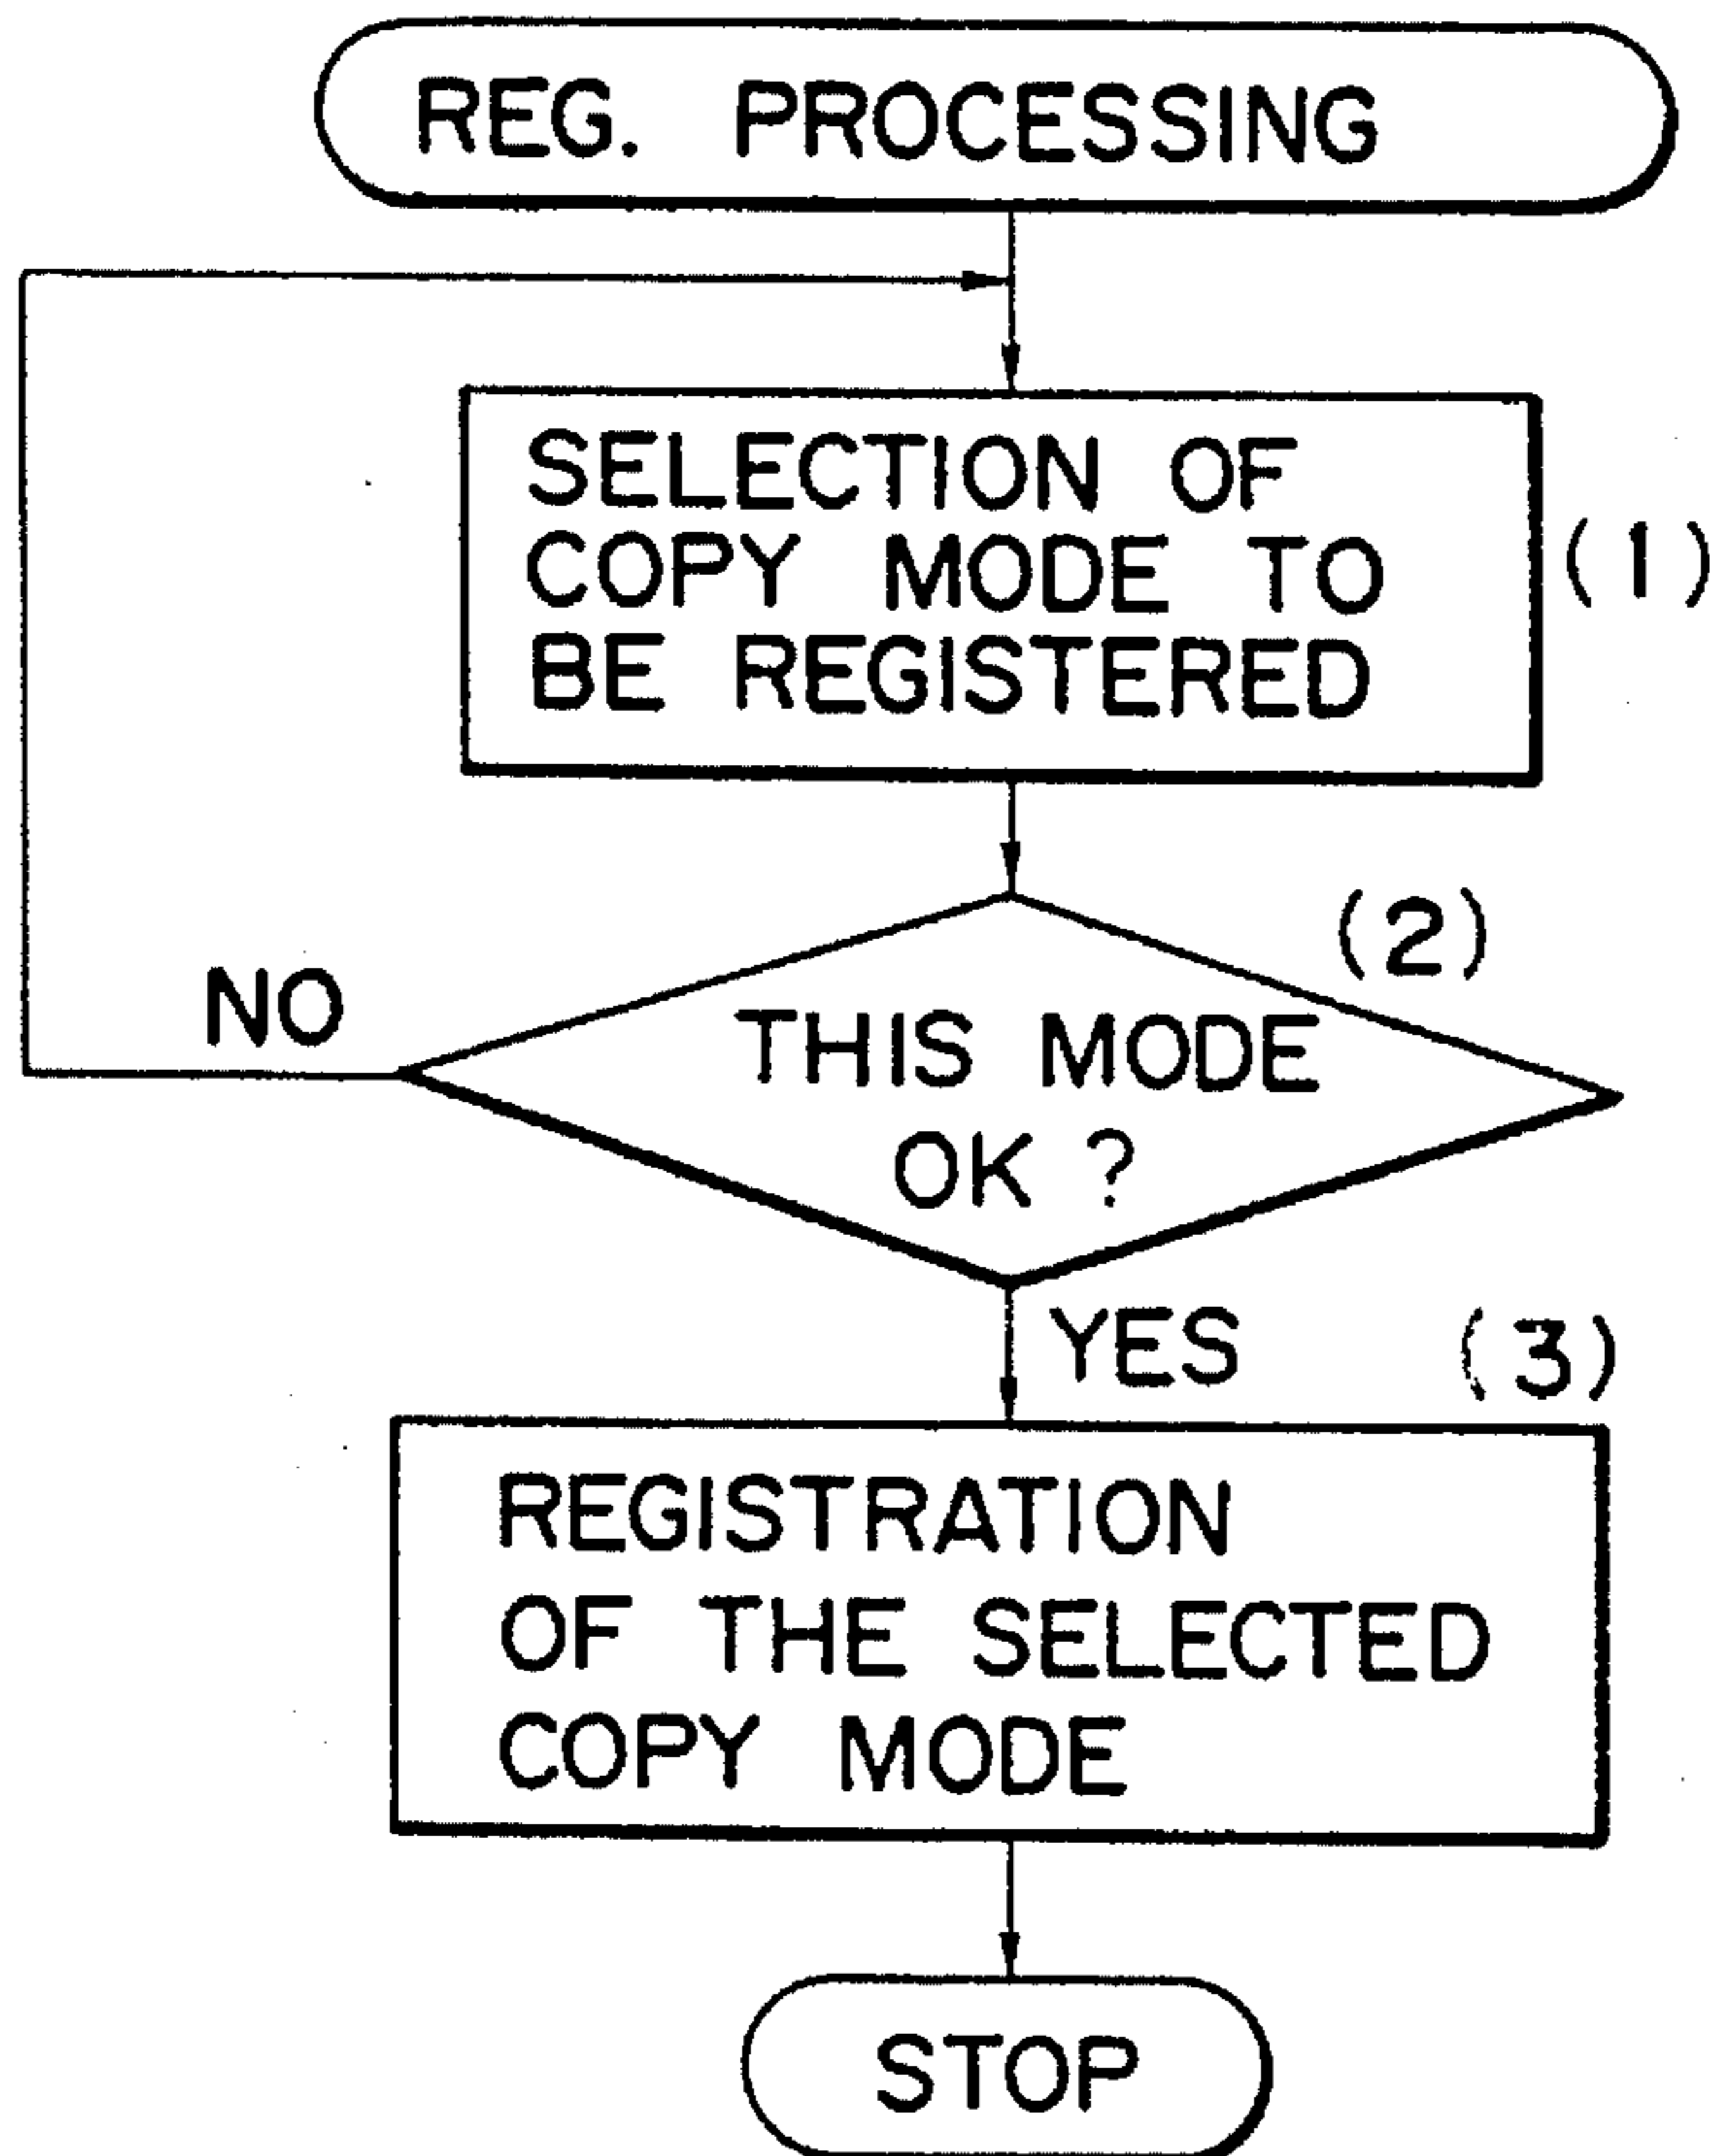 REG. PROCESSING
SELECTION OF
COPY MODE TO
BE REGISTERED
(1)
(2)
NO
THIS MODE
OK ?
YES
(3)
REGISTRATION
OF THE SELECTED
COPY MODE
STOP